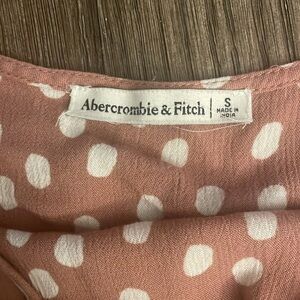 Abercrombie & Fitch | S
MADE IN
INDIA